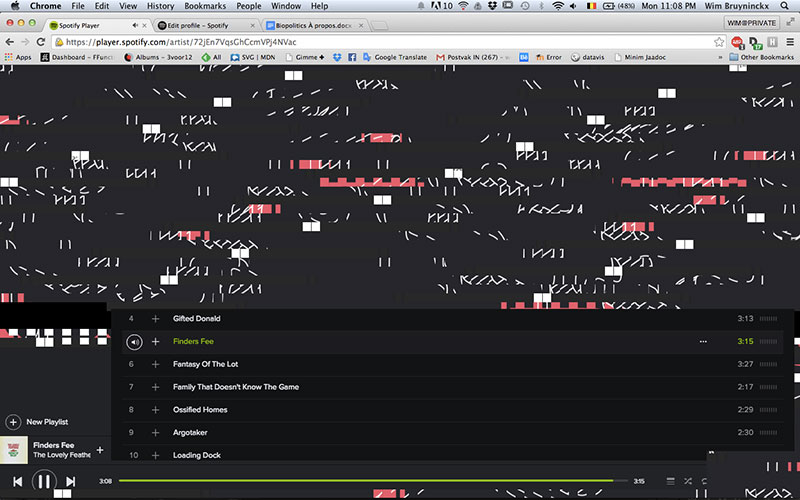 Chrome File Edit View History Bookmarks People Window Help
10
(48%) Mon 11:08 PM Wim Bruyninckx
Spotify Player
Edit profile – Spotify
Biopolitics À propos.docx
WIM@PRIVATE
https://player.spotify.com/artist/72jEn7VqsGhCcmVPj4NVac
Apps Dashboard – FFunct Albums – 3voor12 All SVG | MDN Gimme Google Translate Postvak IN (267) – w Error datavis Minim Jaadoc
Other Bookmarks
4 Gifted Donald 3:13
Finders Fee 3:15
6 Fantasy Of The Lot 3:27
7 Family That Doesn't Know The Game 2:17
8 Ossified Homes 2:29
9 Argotaker 2:30
10 Loading Dock
New Playlist
Finders Fee
The Lovely Feathe
3:08 3:15